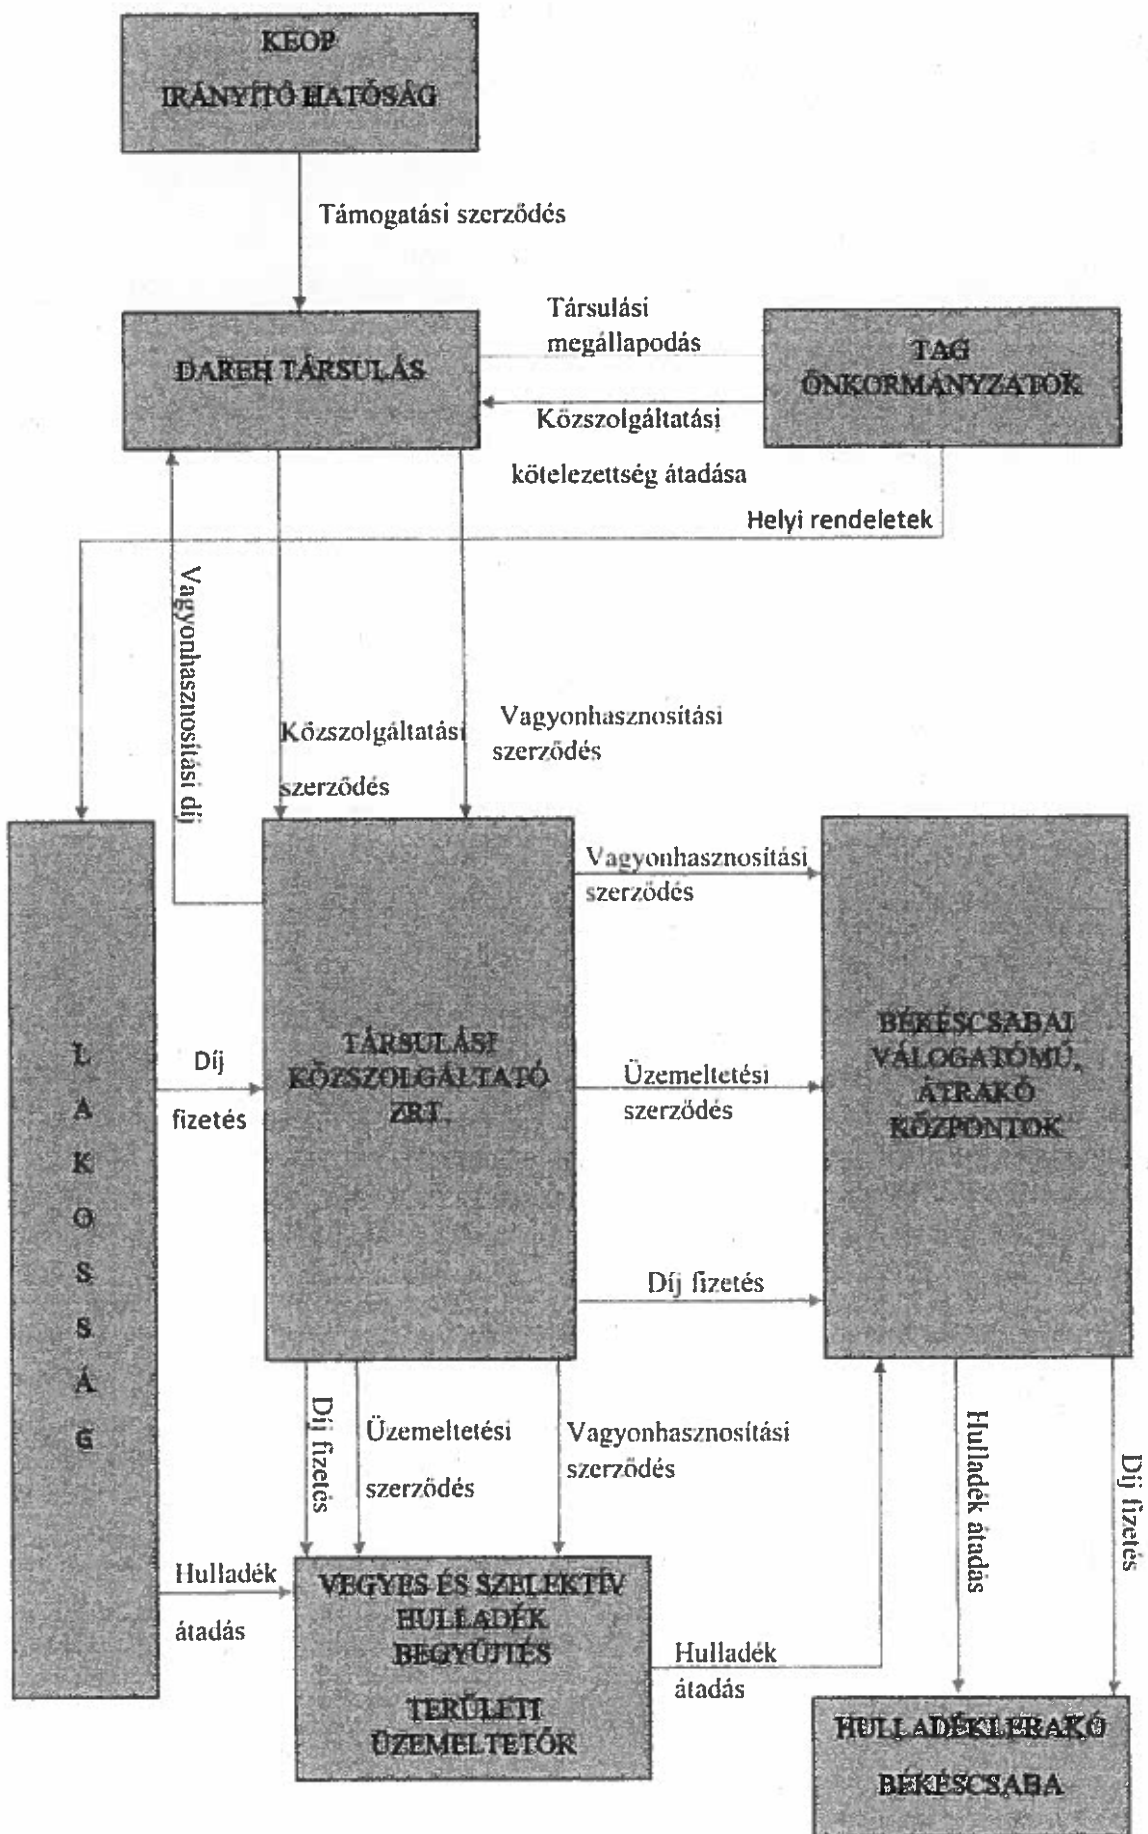 KEOP
IRÁNYÍTÓ HATÓSÁG
Támogatási szerződés
DAREH TÁRSULÁS
Társulási
megállapodás
TAG
ÖNKORMÁNYZATOK
Közszolgáltatási
kötelezettség átadása
Helyi rendeletek
Vagyonhasznosítási díj
Közszolgáltatási
szerződés
Vagyonhasznosítási
szerződés
LAKOSSÁG
Díj
fizetés
TÁRSULÁSI
KÖZSZOLGÁLTATÓ
ZRT.
Vagyonhasznosítási
szerződés
Üzemeltetési
szerződés
Díj fizetés
BÉKÉSCSABAI
VÁLOGATÓMŰ,
ÁTRAKÓ
KÖZPONTOK
Díj fizetés
Üzemeltetési
szerződés
Vagyonhasznosítási
szerződés
Hulladék átadás
Díj fizetés
Hulladék
átadás
VEGYES ÉS SZELEKTÍV
HULLADÉK
BEGYŰJTÉS
TERÜLETI
ÜZEMELTETŐK
Hulladék
átadás
HULLADÉKLERAKÓ
BÉKÉSCSABA